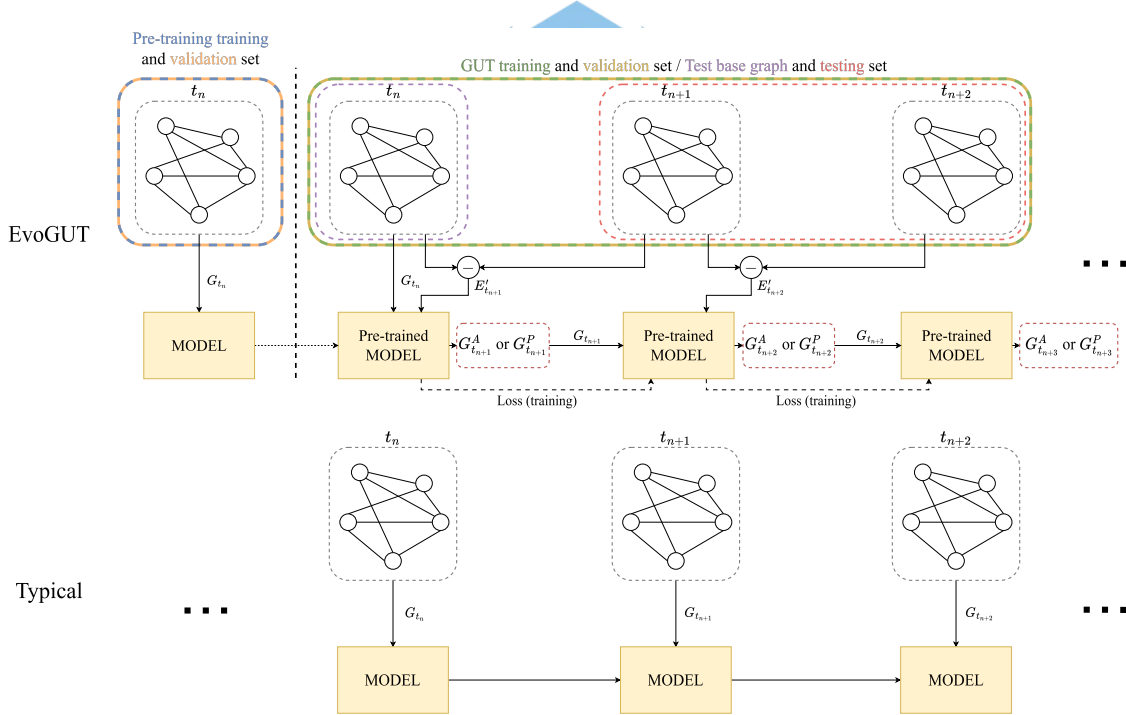 Pre-training training
and validation set
GUT training and validation set / Test base graph and testing set
t_n
t_n
t_{n+1}
t_{n+2}
EvoGUT
−
−
G_{t_n}
G_{t_n}
E'_{t_{n+1}}
E'_{t_{n+2}}
MODEL
Pre-trained
MODEL
G^A_{t_{n+1}} or G^P_{t_{n+1}}
G_{t_{n+1}}
Pre-trained
MODEL
G^A_{t_{n+2}} or G^P_{t_{n+2}}
G_{t_{n+2}}
Pre-trained
MODEL
G^A_{t_{n+3}} or G^P_{t_{n+3}}
Loss (training)
Loss (training)
t_n
t_{n+1}
t_{n+2}
Typical
G_{t_n}
G_{t_{n+1}}
G_{t_{n+2}}
MODEL
MODEL
MODEL